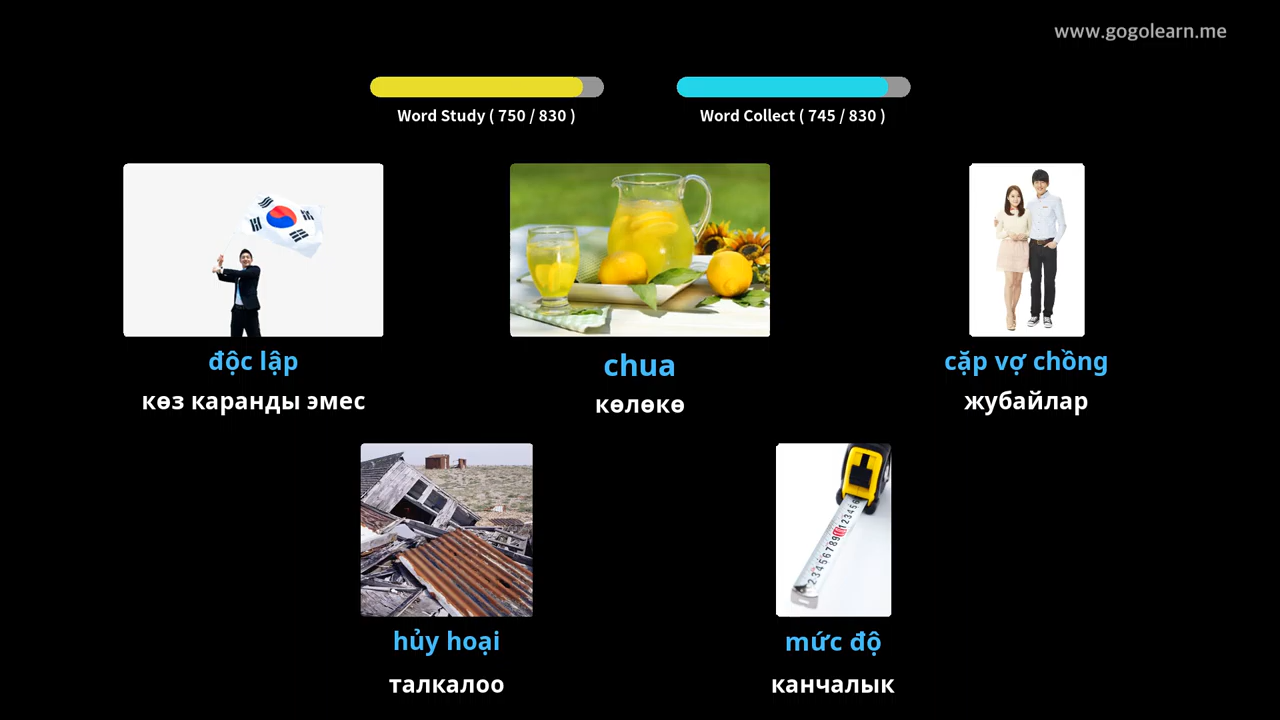 www.gogolearn.me
Word Study ( 750 / 830 )
Word Collect ( 745 / 830 )
độc lập
көз каранды эмес
chua
көлөкө
cặp vợ chồng
жубайлар
hủy hoại
талкалоо
mức độ
канчалык